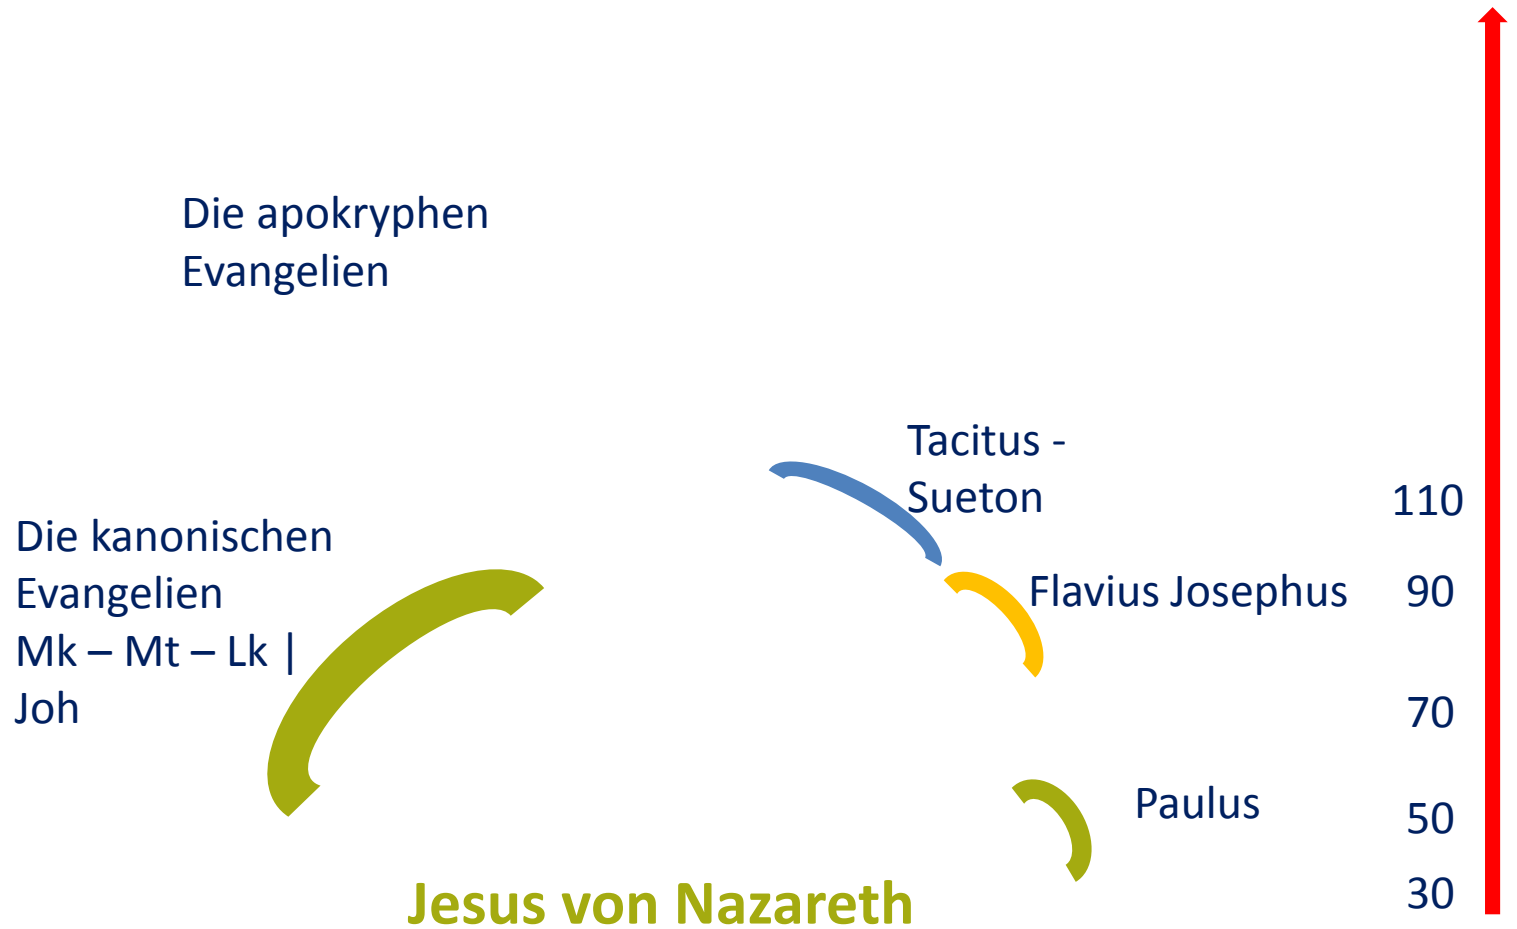 Die apokryphen
Evangelien
Tacitus -
Sueton
110
Die kanonischen
Evangelien
Mk – Mt – Lk |
Joh
Flavius Josephus
90
70
Paulus
50
30
Jesus von Nazareth